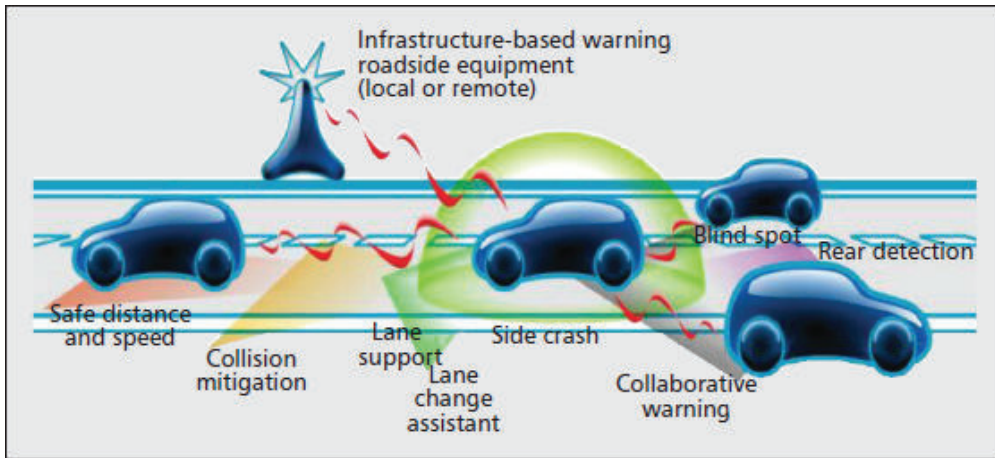 Infrastructure-based warning
roadside equipment
(local or remote)
Blind spot
Rear detection
Safe distance
and speed
Collision
mitigation
Lane
support
Lane
change
assistant
Side crash
Collaborative
warning